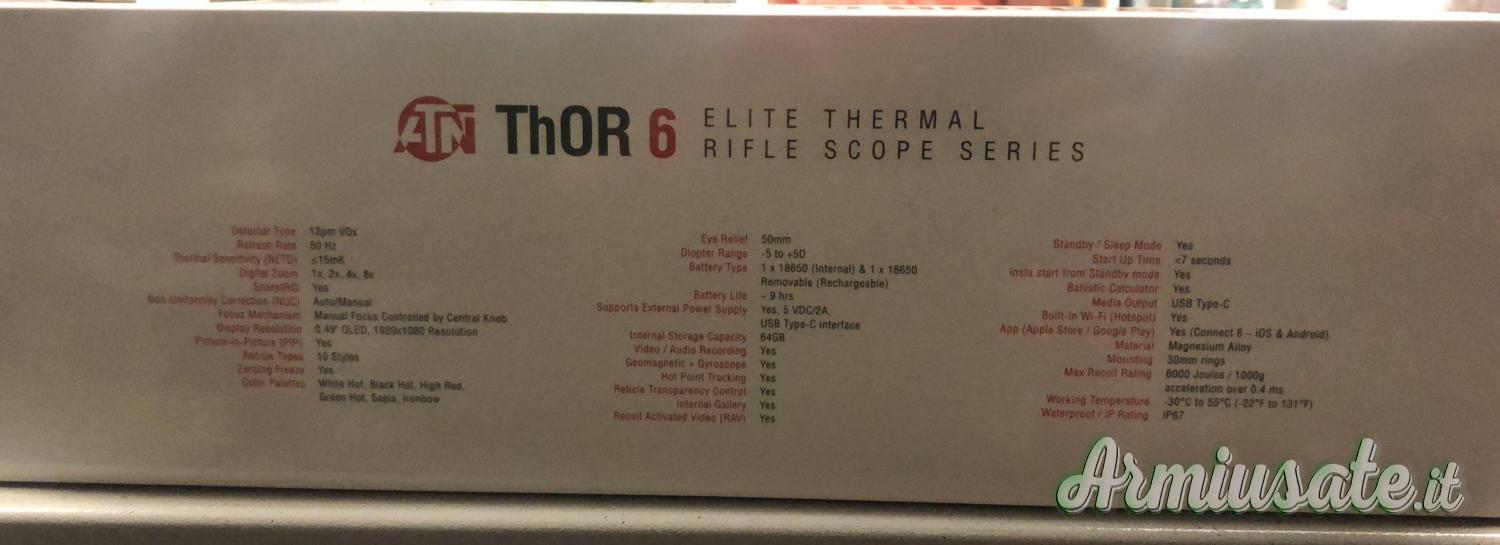 ATN ThOR 6 ELITE THERMAL
RIFLE SCOPE SERIES
Detector Type 12µm VOx
Refresh Rate 50 Hz
Thermal Sensitivity (NETD) ≤15mK
Digital Zoom 1x, 2x, 4x, 8x
SharpIR© Yes
Non-Uniformity Correction (NUC) Auto/Manual
Focus Mechanism Manual Focus Controlled by Central Knob
Display Resolution 0.49" OLED, 1920x1080 Resolution
Picture-in-Picture (PIP) Yes
Reticle Types 10 Styles
Zeroing Freeze Yes
Color Palettes White Hot, Black Hot, High Red,
Green Hot, Sepia, Ironbow
Eye Relief 50mm
Diopter Range -5 to +5D
Battery Type 1 x 18650 (Internal) & 1 x 18650
Removable (Rechargeable)
Battery Life ~ 9 hrs
Supports External Power Supply Yes, 5 VDC/2A,
USB Type-C interface
Internal Storage Capacity 64GB
Video / Audio Recording Yes
Geomagnetic + Gyroscope Yes
Hot Point Tracking Yes
Reticle Transparency Control Yes
Internal Gallery Yes
Recoil Activated Video (RAV) Yes
Standby / Sleep Mode Yes
Start Up Time <7 seconds
Insta start from Standby mode Yes
Ballistic Calculator Yes
Media Output USB Type-C
Built-in Wi-Fi (Hotspot) Yes
App (Apple Store / Google Play) Yes (Connect 6 – iOS & Android)
Material Magnesium Alloy
Mounting 30mm rings
Max Recoil Rating 6000 Joules / 1000g
acceleration over 0.4 ms
Working Temperature -30°C to 55°C (-22°F to 131°F)
Waterproof / IP Rating IP67
Armiusate.it